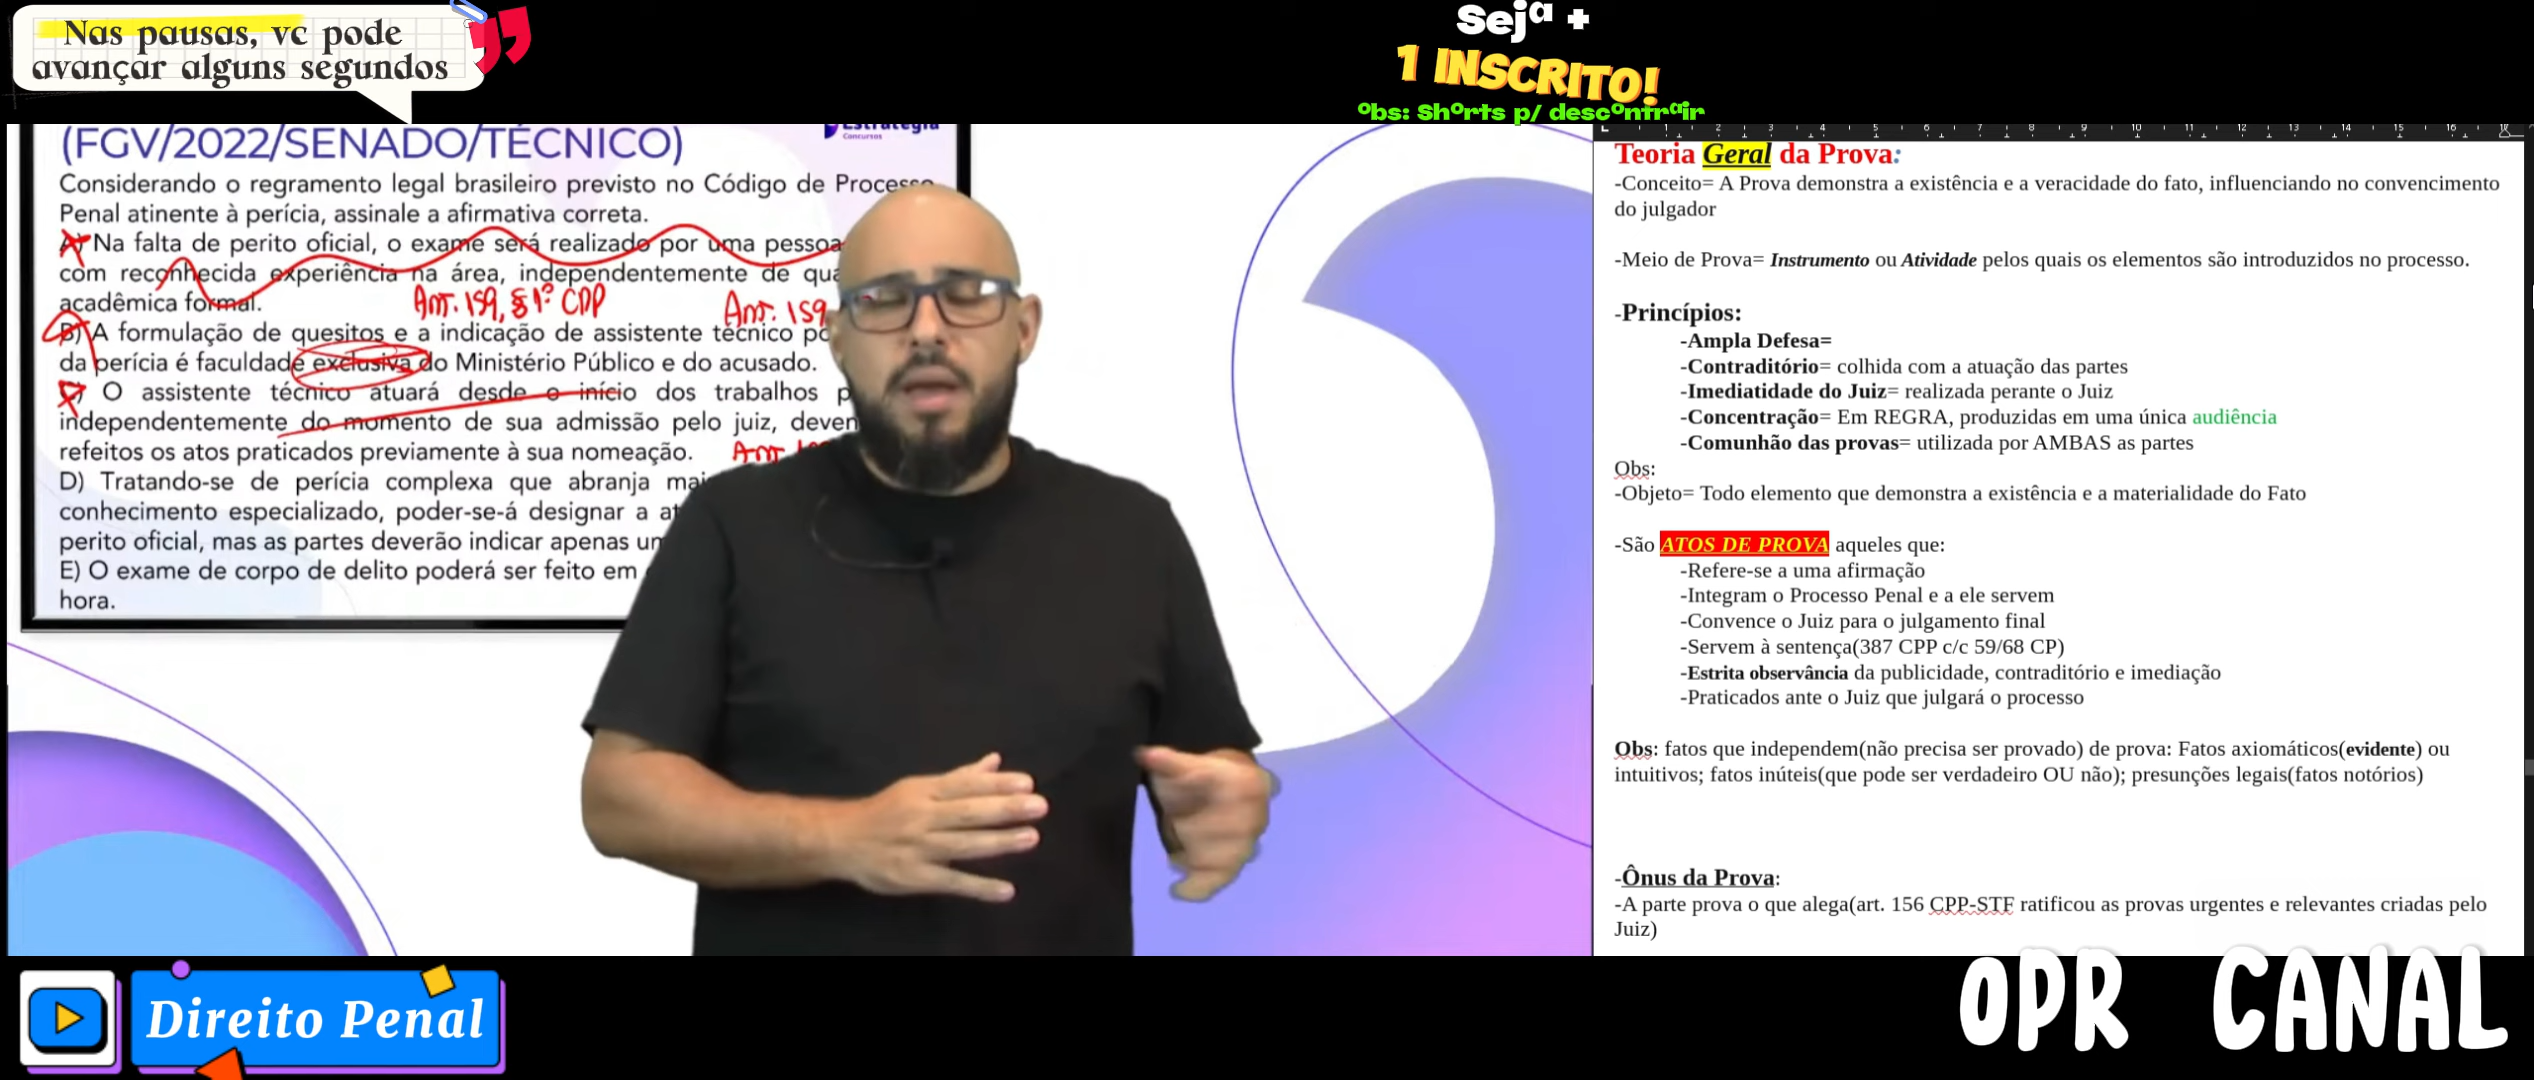 Nas pausas, vc pode
avançar alguns segundos
Seja +
1 INSCRITO!
Obs: Shorts p/ descontrair
(FGV/2022/SENADO/TÉCNICO)
Estratégia
Concursos
Considerando o regramento legal brasileiro previsto no Código de Processo
Penal atinente à perícia, assinale a afirmativa correta.
A) Na falta de perito oficial, o exame será realizado por uma pessoa
com reconhecida experiência na área, independentemente de
acadêmica formal.
Art. 159, §1º CPP
Art. 159
B) A formulação de quesitos e a indicação de assistente técnico
da perícia é faculdade exclusiva do Ministério Público e do acusado.
O assistente técnico atuará desde o início dos trabalhos
independentemente do momento de sua admissão pelo juiz,
refeitos os atos praticados previamente à sua nomeação.
Art.
D) Tratando-se de perícia complexa que abranja
conhecimento especializado, poder-se-á designar a
perito oficial, mas as partes deverão indicar apenas
E) O exame de corpo de delito poderá ser feito em
hora.
Teoria Geral da Prova:
-Conceito= A Prova demonstra a existência e a veracidade do fato, influenciando no convencimento
do julgador
-Meio de Prova= Instrumento ou Atividade pelos quais os elementos são introduzidos no processo.
-Princípios:
-Ampla Defesa=
-Contraditório= colhida com a atuação das partes
-Imediatidade do Juiz= realizada perante o Juiz
-Concentração= Em REGRA, produzidas em uma única audiência
-Comunhão das provas= utilizada por AMBAS as partes
Obs:
-Objeto= Todo elemento que demonstra a existência e a materialidade do Fato
-São ATOS DE PROVA aqueles que:
-Refere-se a uma afirmação
-Integram o Processo Penal e a ele servem
-Convence o Juiz para o julgamento final
-Servem à sentença(387 CPP c/c 59/68 CP)
-Estrita observância da publicidade, contraditório e imediação
-Praticados ante o Juiz que julgará o processo
Obs: fatos que independem(não precisa ser provado) de prova: Fatos axiomáticos(evidente) ou
intuitivos; fatos inúteis(que pode ser verdadeiro OU não); presunções legais(fatos notórios)
-Ônus da Prova:
-A parte prova o que alega(art. 156 CPP-STF ratificou as provas urgentes e relevantes criadas pelo
Juiz)
Direito Penal
OPR CANAL